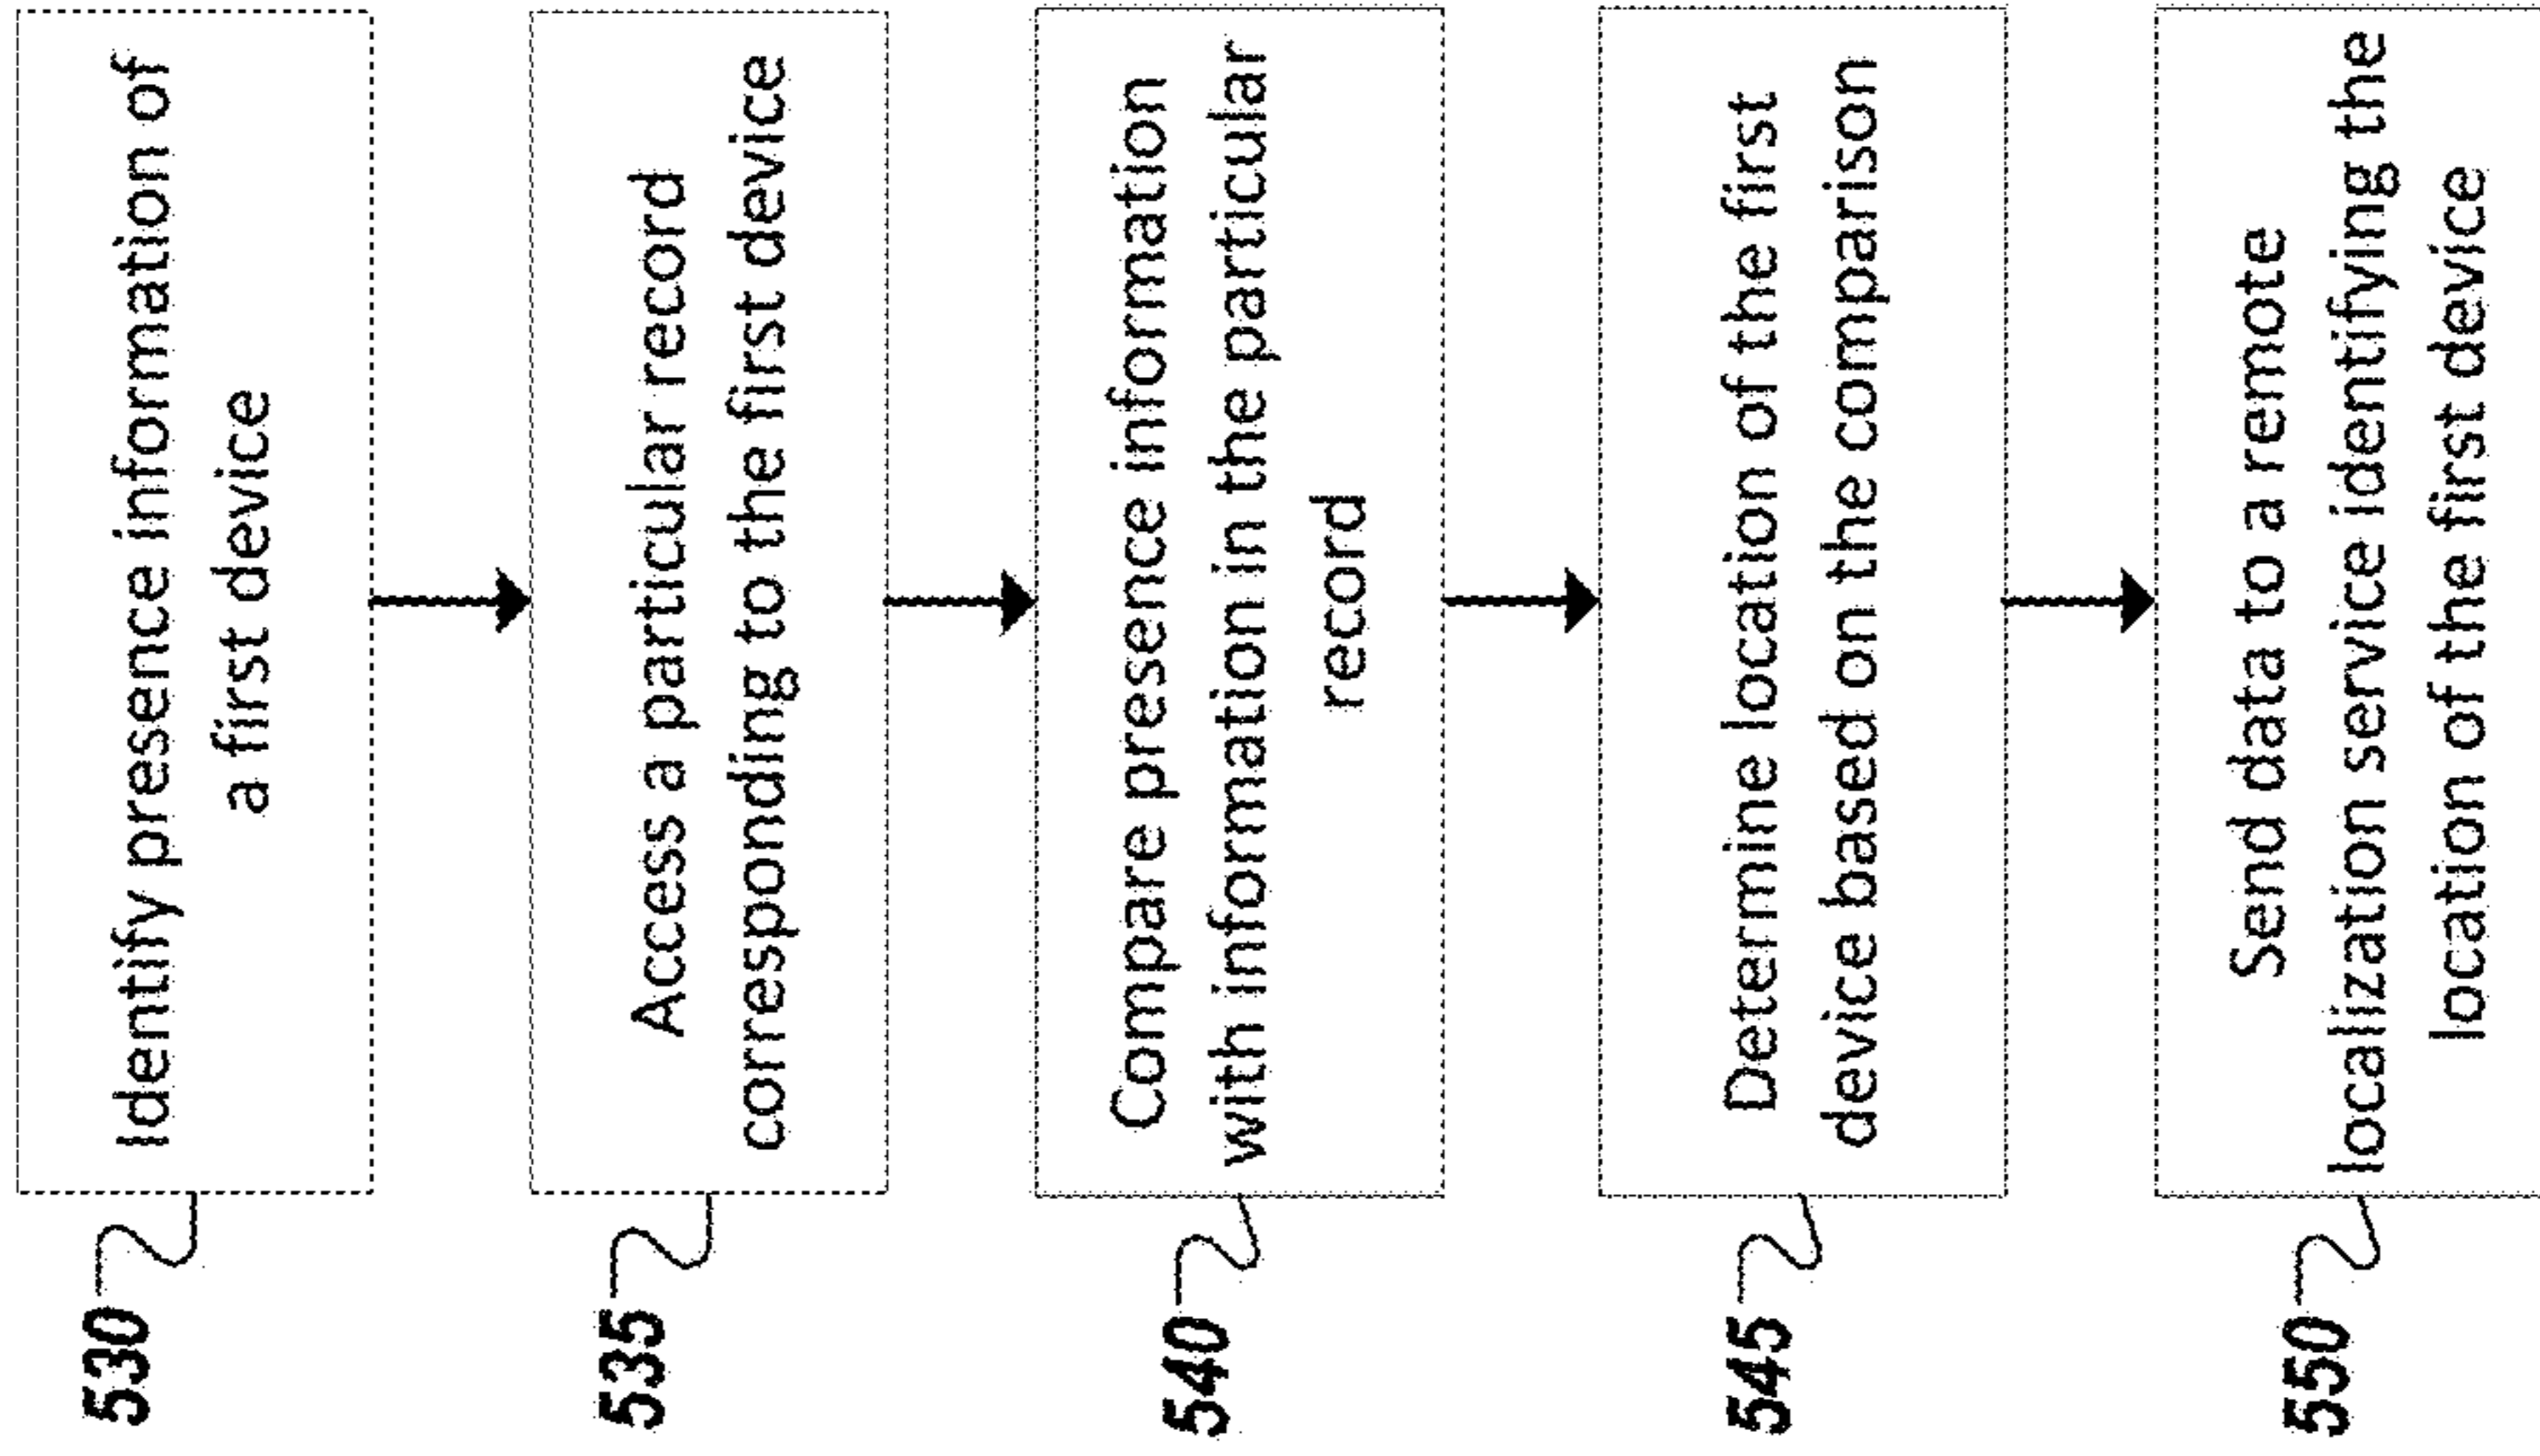 530
Identify presence information of
a first device
535
Access a particular record
corresponding to the first device
540
Compare presence information
with information in the particular
record
545
Determine location of the first
device based on the comparison
550
Send data to a remote
localization service identifying the
location of the first device